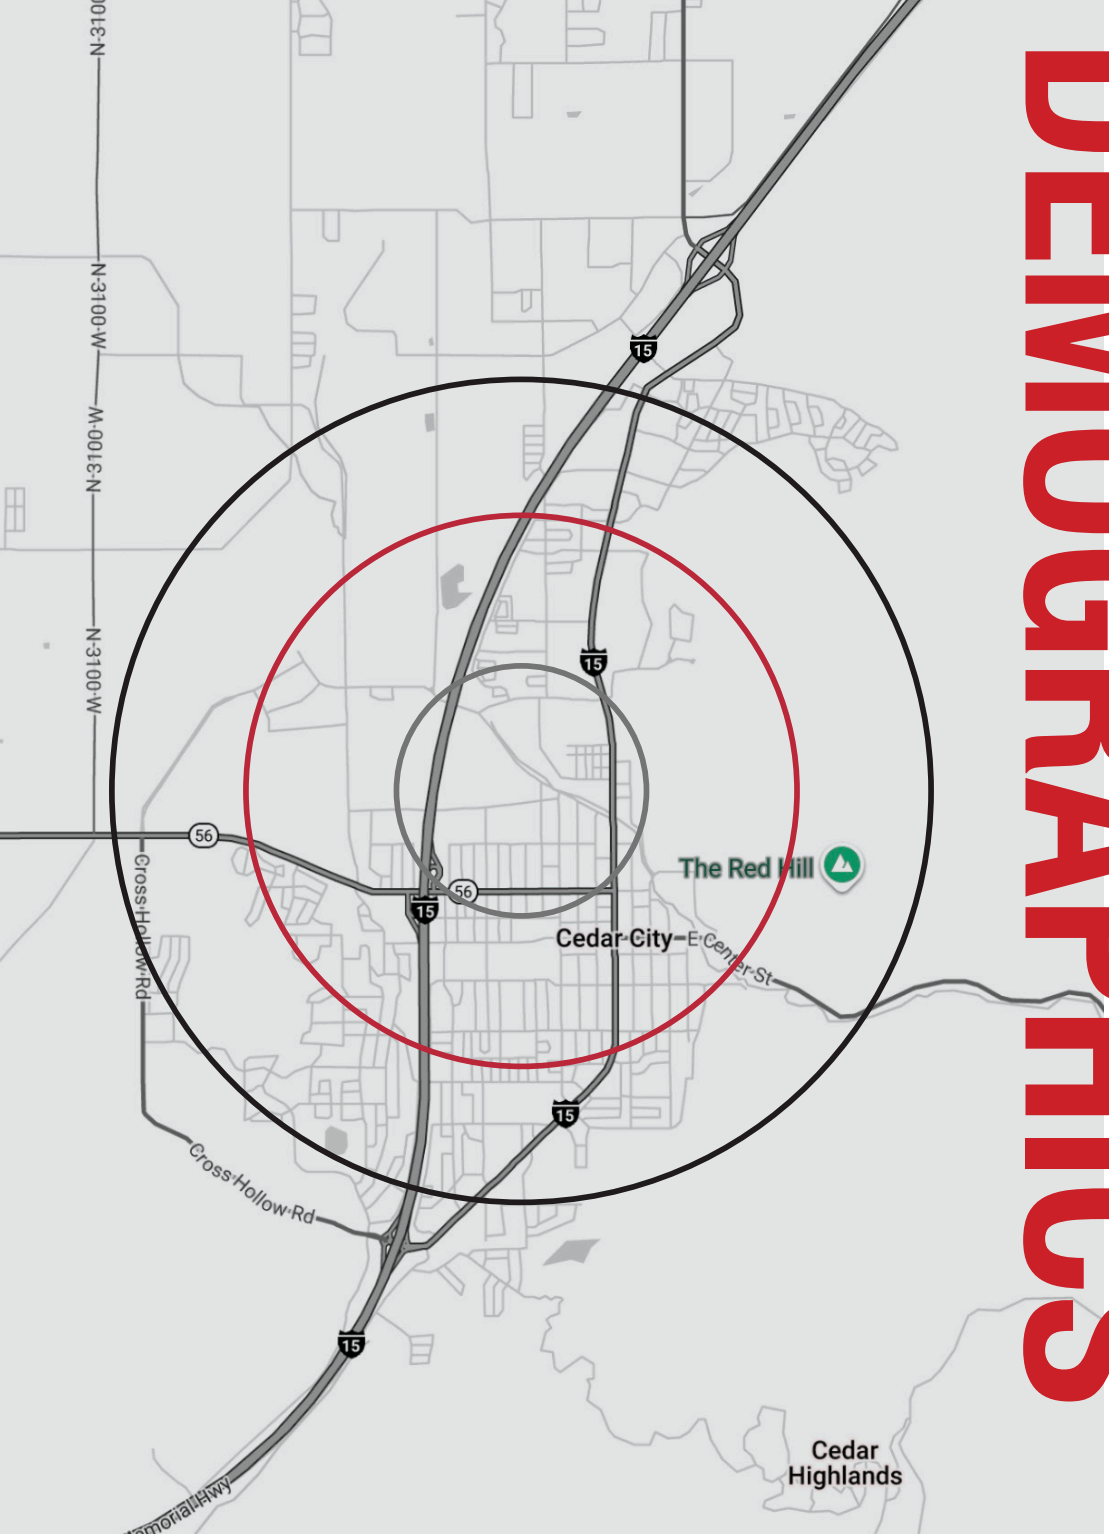 N-3100
N-3100-W
N-3100-W
N-3100-W
15
15
56
Cross Hollow Rd
56
The Red Hill
15
Cedar City
E Center St
15
Cross Hollow Rd
15
Cedar
Highlands
Hwy
DEMOGRAPHICS